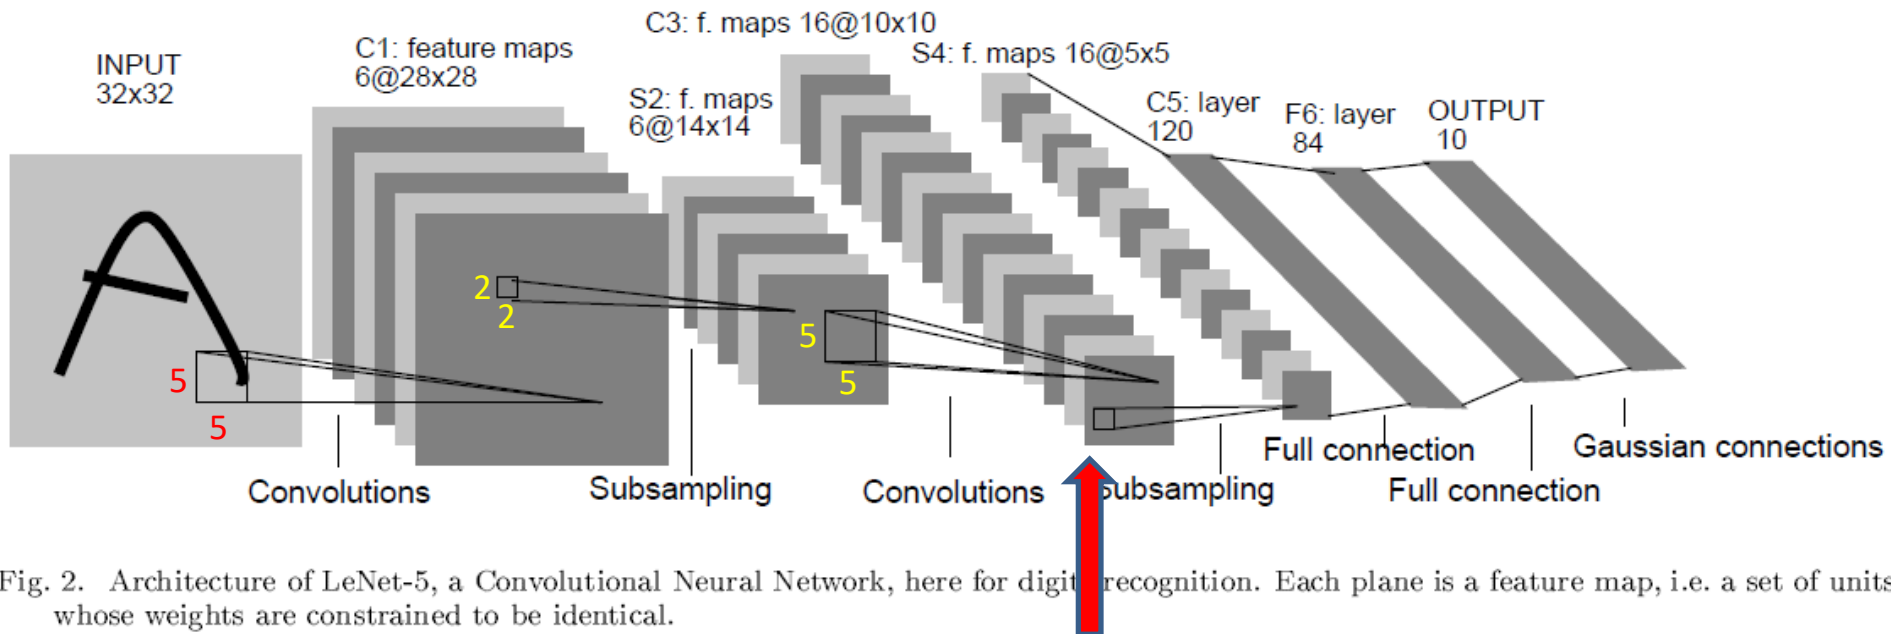 INPUT
32x32
C1: feature maps
6@28x28
S2: f. maps
6@14x14
C3: f. maps 16@10x10
S4: f. maps 16@5x5
C5: layer
120
F6: layer
84
OUTPUT
10
5
5
2
2
5
5
Convolutions
Subsampling
Convolutions
Subsampling
Full connection
Full connection
Gaussian connections
Fig. 2. Architecture of LeNet-5, a Convolutional Neural Network, here for digit recognition. Each plane is a feature map, i.e. a set of units
whose weights are constrained to be identical.